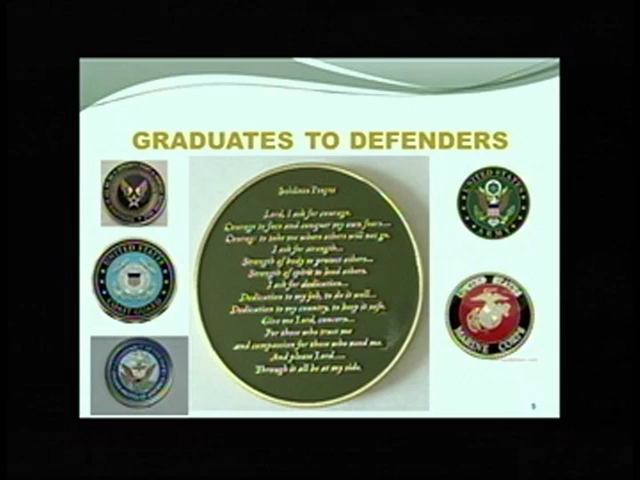 GRADUATES TO DEFENDERS
Soldiers Prayer
Lord, I ask for courage.
Courage to face and conquer my own fears...
Courage to take me where others will not go.
I ask for strength...
Strength of body to protect others...
Strength of spirit to lead others.
I ask for dedication...
Dedication to my job, to do it well...
Dedication to my country, to keep it safe.
Give me Lord, concern...
For those who trust me
and compassion for those who need me.
And please Lord....
Through it all be at my side.
UNITED STATES
COAST GUARD
UNITED STATES
ARMY
UNITED STATES
MARINE CORPS
9